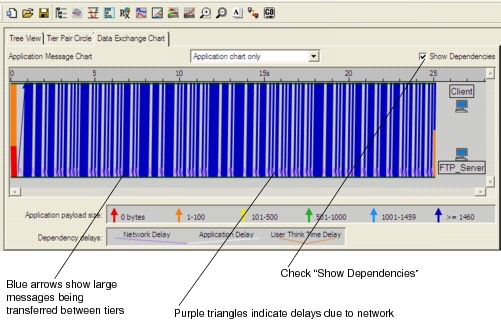 Tree View Tier Pair Circle Data Exchange Chart
Application Message Chart Application chart only Show Dependencies
0 5 10 15s 20 25
Client
FTP_Server
Application payload size: 0 bytes 1-100 101-500 501-1000 1001-1459 >= 1460
Dependency delays: Network Delay Application Delay User Think Time Delay
Check "Show Dependencies"
Blue arrows show large
messages being
transferred between tiers
Purple triangles indicate delays due to network